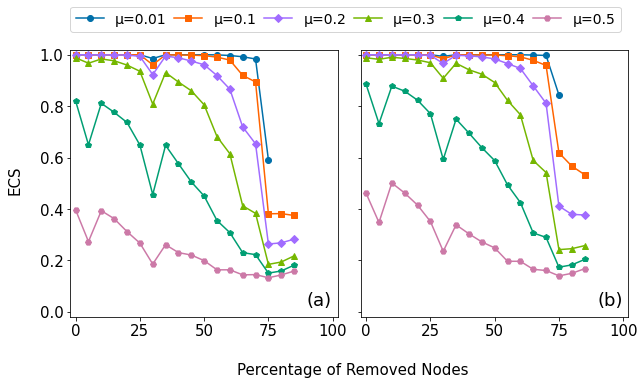 μ=0.01 μ=0.1 μ=0.2 μ=0.3 μ=0.4 μ=0.5
ECS
1.0
0.8
0.6
0.4
0.2
0.0
(a) (b)
0 25 50 75 100 0 25 50 75 100
Percentage of Removed Nodes